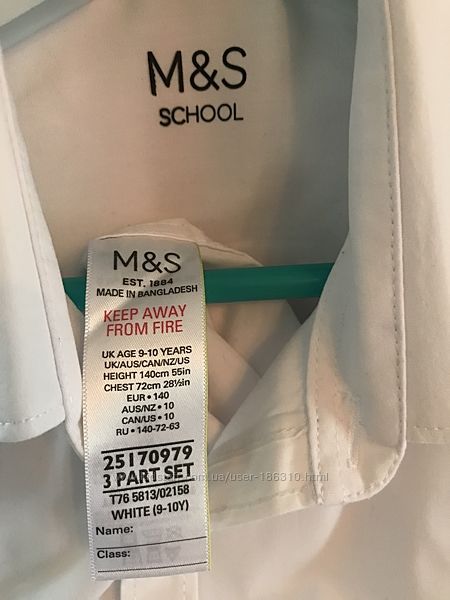 M&S
SCHOOL
M&S
EST. 1884
MADE IN BANGLADESH
KEEP AWAY
FROM FIRE
UK AGE 9-10 YEARS
UK/AUS/CAN/NZ/US
HEIGHT 140cm 55in
CHEST 72cm 28½in
EUR • 140
AUS/NZ • 10
CAN/US • 10
RU • 140-72-63
25170979
3 PART SET
T76 5813/02158
WHITE (9-10Y)
Name:
Class: